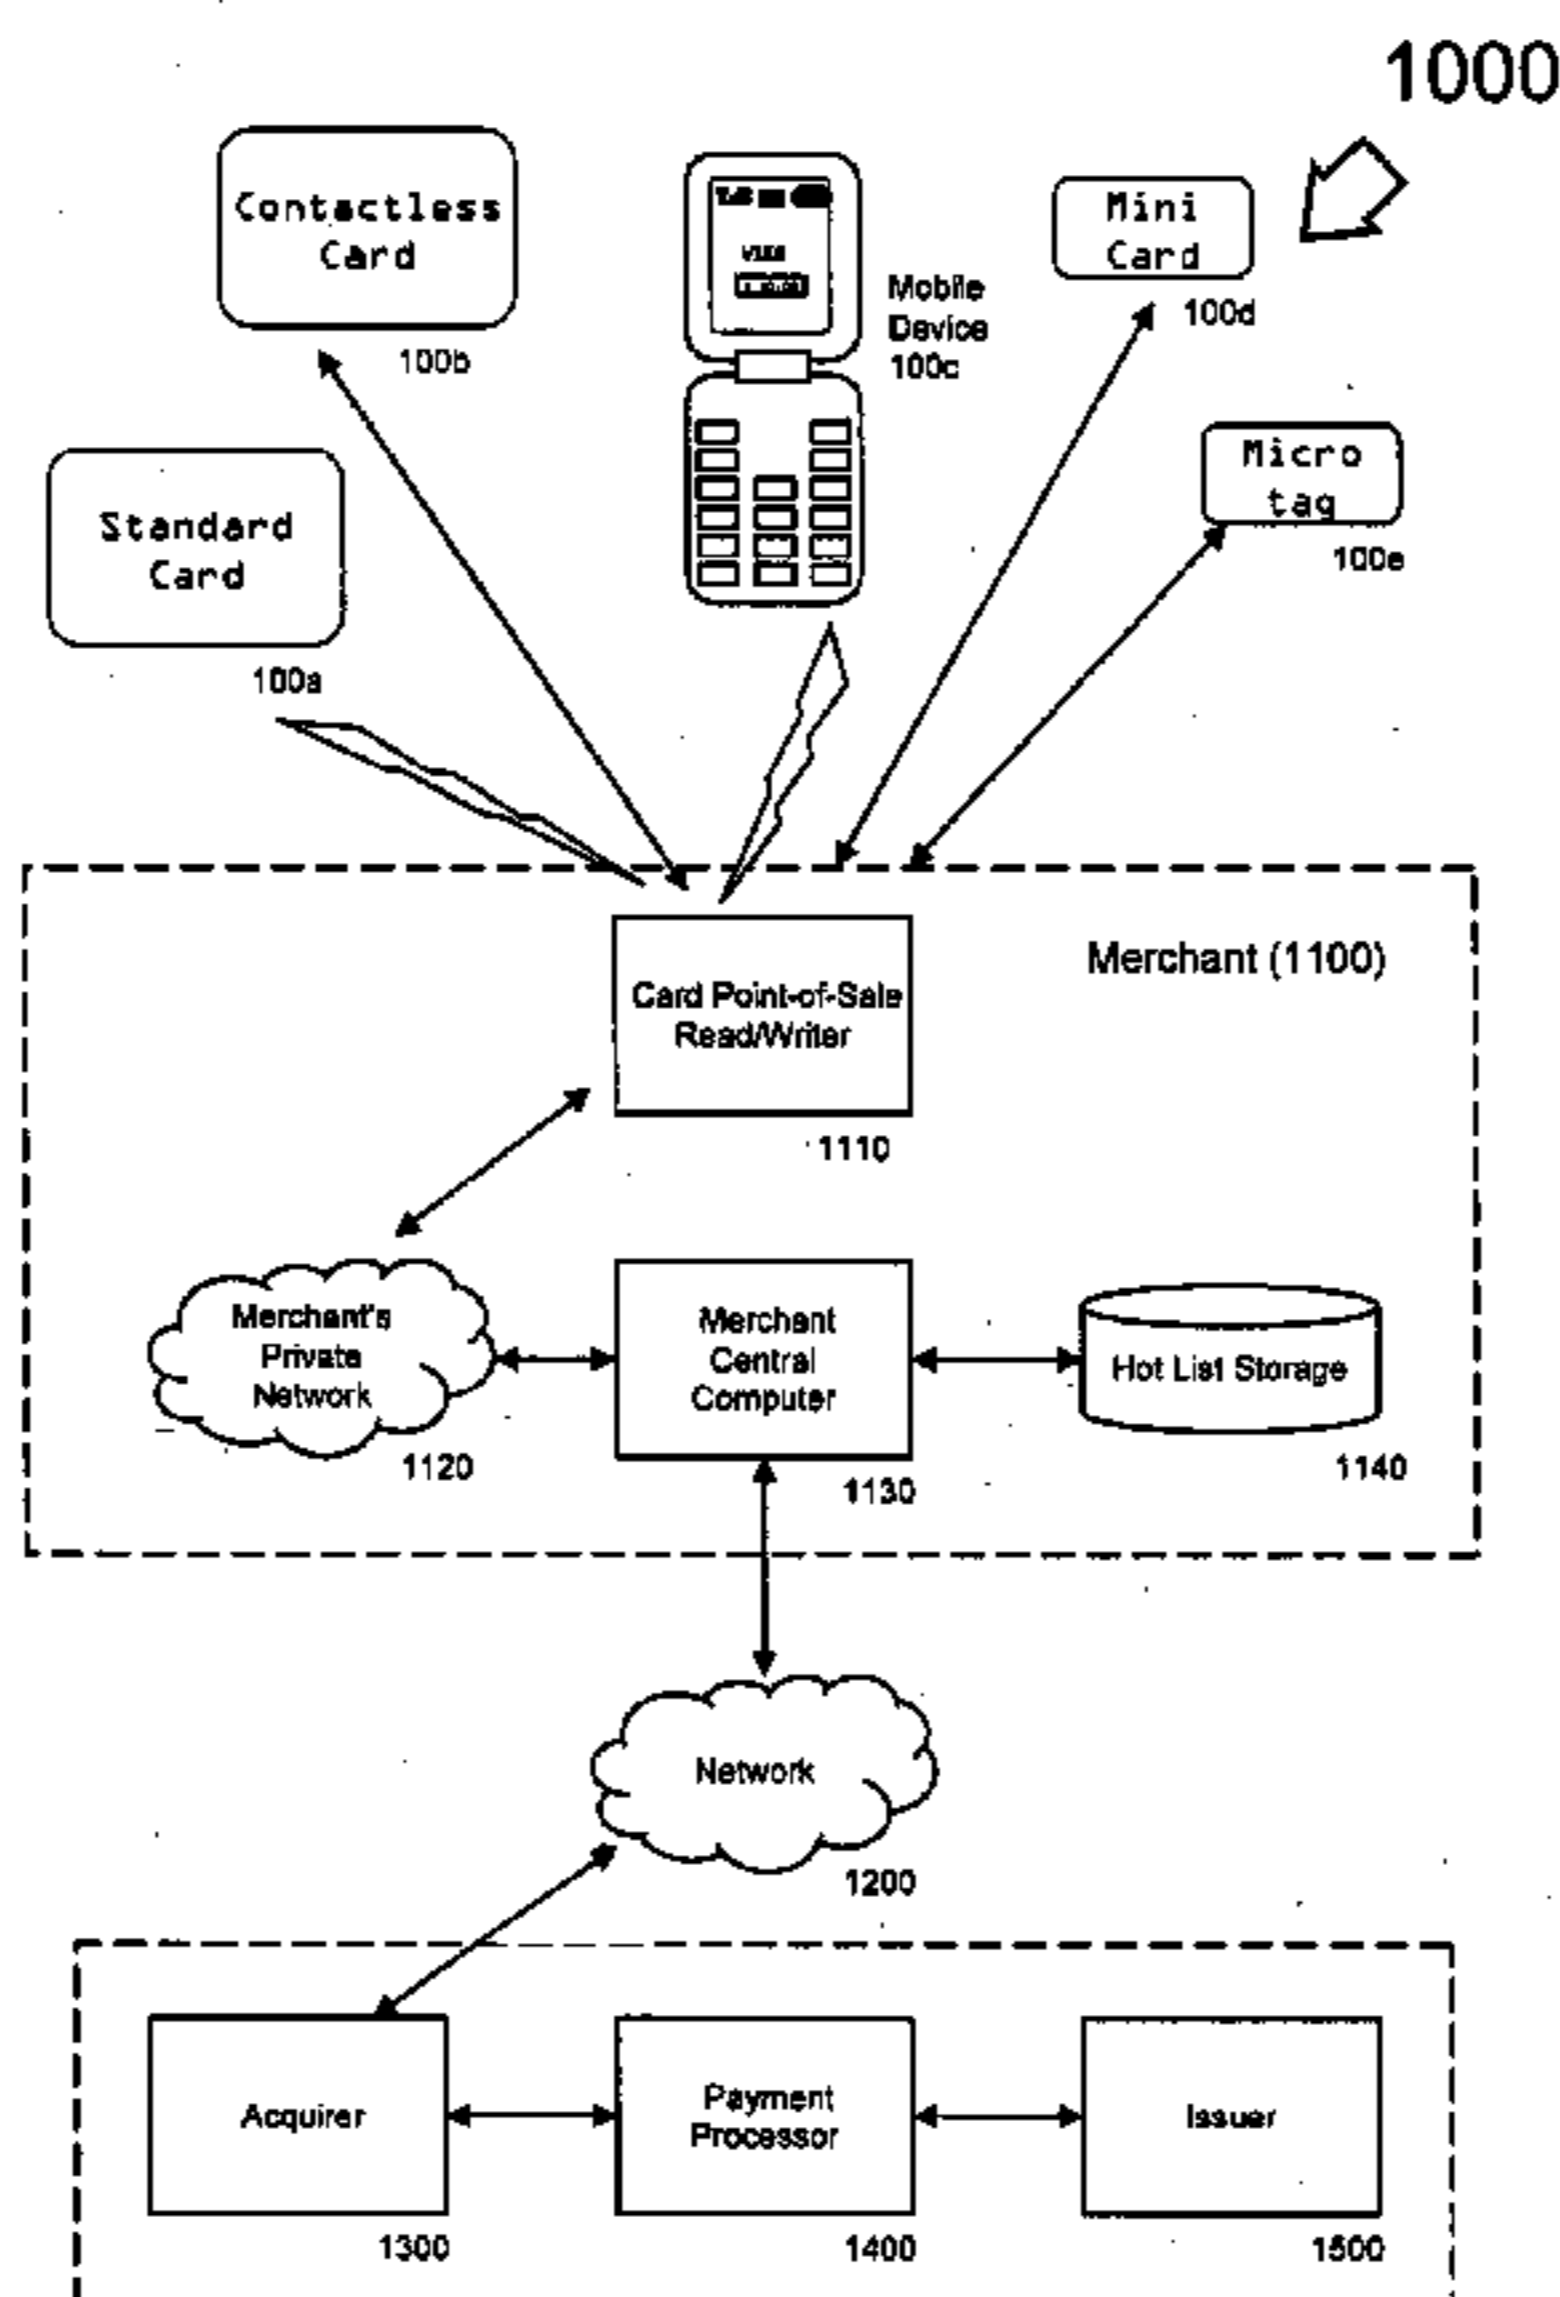 1000
Contactless
Card
100b
Mobile
Device
100c
Mini
Card
100d
Micro
tag
100e
Standard
Card
100a
Merchant (1100)
Card Point-of-Sale
Read/Writer
1110
Merchant's
Private
Network
1120
Merchant
Central
Computer
1130
Hot List Storage
1140
Network
1200
Acquirer
1300
Payment
Processor
1400
Issuer
1500